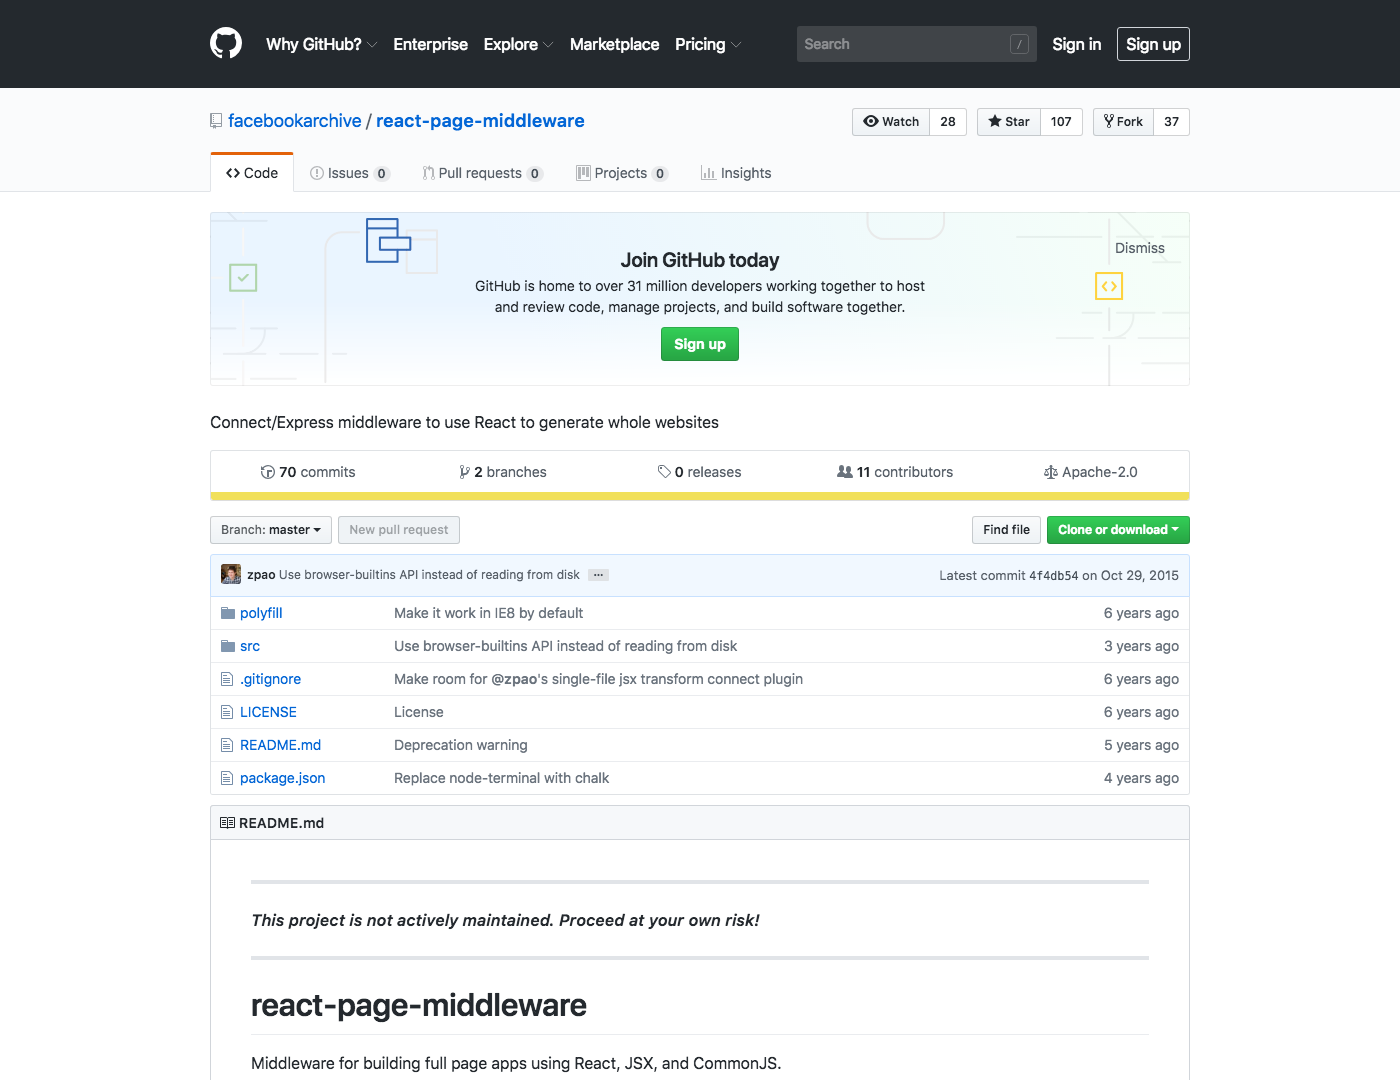 Why GitHub? Enterprise Explore Marketplace Pricing Search / Sign in Sign up
facebookarchive / react-page-middleware Watch 28 Star 107 Fork 37
Code Issues 0 Pull requests 0 Projects 0 Insights
Dismiss
Join GitHub today
GitHub is home to over 31 million developers working together to host
and review code, manage projects, and build software together.
Sign up
Connect/Express middleware to use React to generate whole websites
70 commits 2 branches 0 releases 11 contributors Apache-2.0
Branch: master New pull request Find file Clone or download
zpao Use browser-builtins API instead of reading from disk … Latest commit 4f4db54 on Oct 29, 2015
polyfill Make it work in IE8 by default 6 years ago
src Use browser-builtins API instead of reading from disk 3 years ago
.gitignore Make room for @zpao's single-file jsx transform connect plugin 6 years ago
LICENSE License 6 years ago
README.md Deprecation warning 5 years ago
package.json Replace node-terminal with chalk 4 years ago
README.md
This project is not actively maintained. Proceed at your own risk!
react-page-middleware
Middleware for building full page apps using React, JSX, and CommonJS.